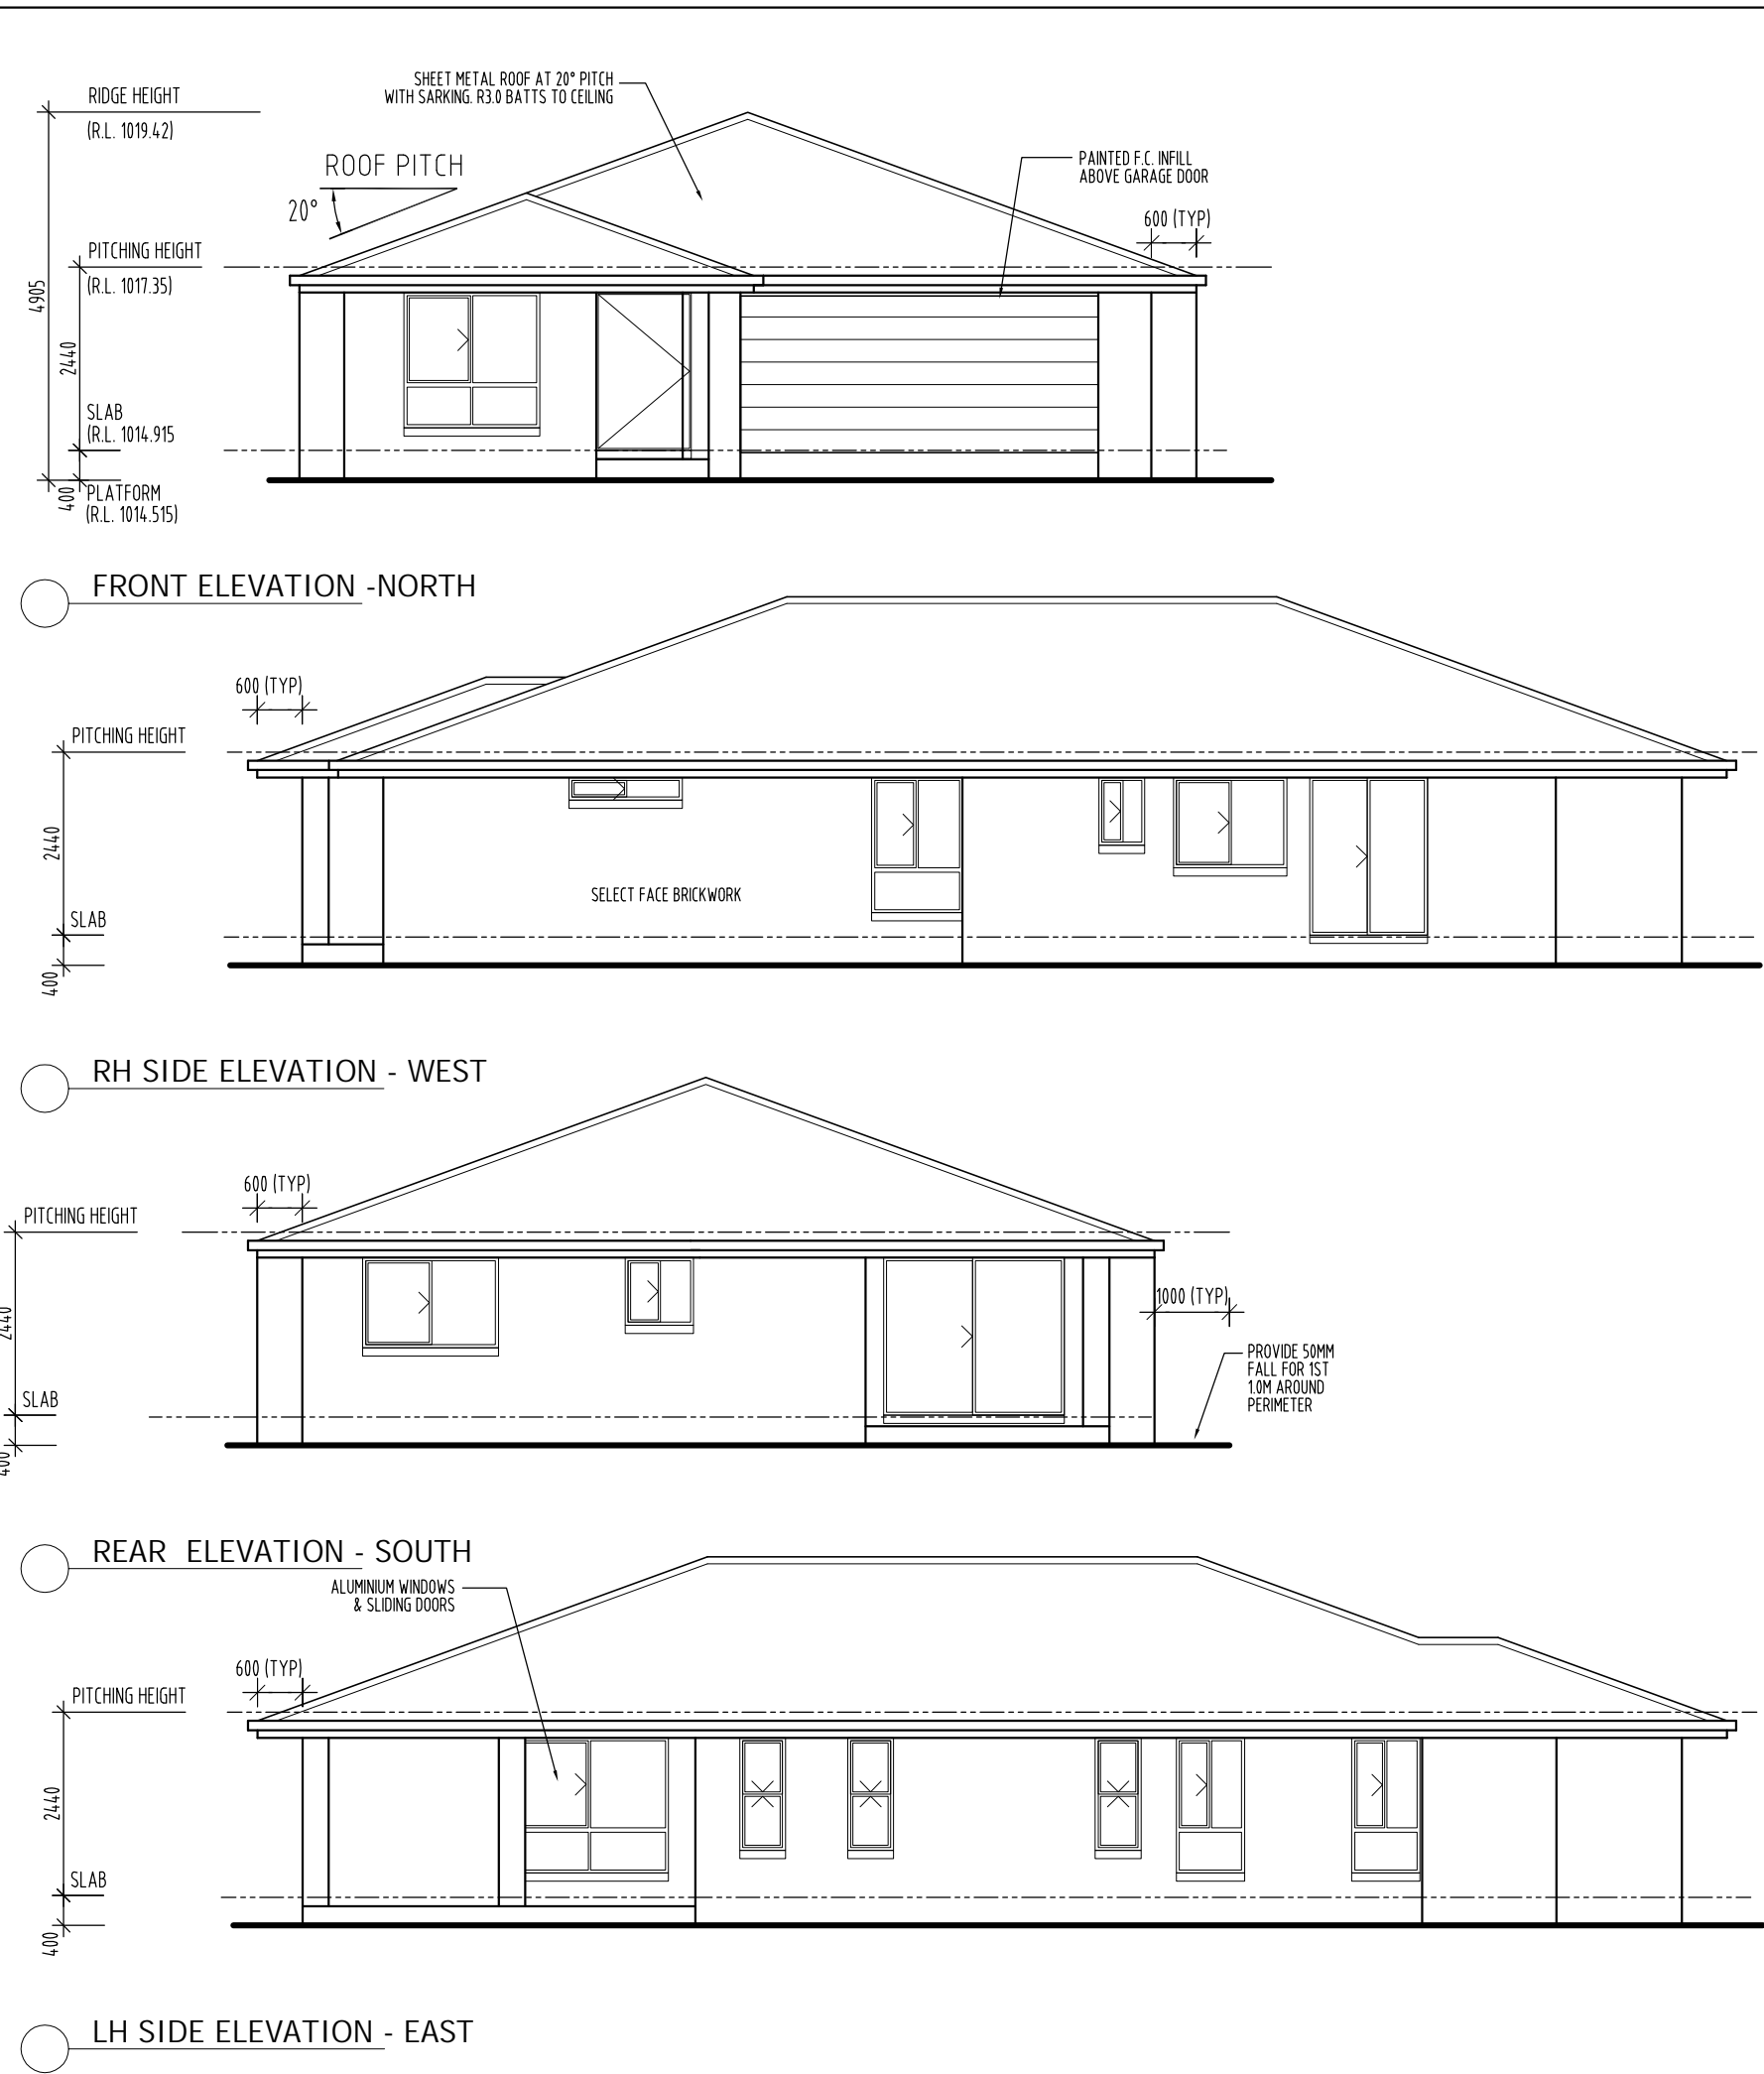 SHEET METAL ROOF AT 20° PITCH
WITH SARKING. R3.0 BATTS TO CEILING
RIDGE HEIGHT
(R.L. 1019.42)
ROOF PITCH
20°
PAINTED F.C. INFILL
ABOVE GARAGE DOOR
600 (TYP)
PITCHING HEIGHT
(R.L. 1017.35)
4905
2440
SLAB
(R.L. 1014.915
400
PLATFORM
(R.L. 1014.515)
FRONT ELEVATION -NORTH
600 (TYP)
PITCHING HEIGHT
2440
SELECT FACE BRICKWORK
SLAB
400
RH SIDE ELEVATION - WEST
600 (TYP)
PITCHING HEIGHT
2440
1000 (TYP)
PROVIDE 50MM
FALL FOR 1ST
1.0M AROUND
PERIMETER
SLAB
400
REAR ELEVATION - SOUTH
ALUMINIUM WINDOWS
& SLIDING DOORS
600 (TYP)
PITCHING HEIGHT
2440
SLAB
400
LH SIDE ELEVATION - EAST